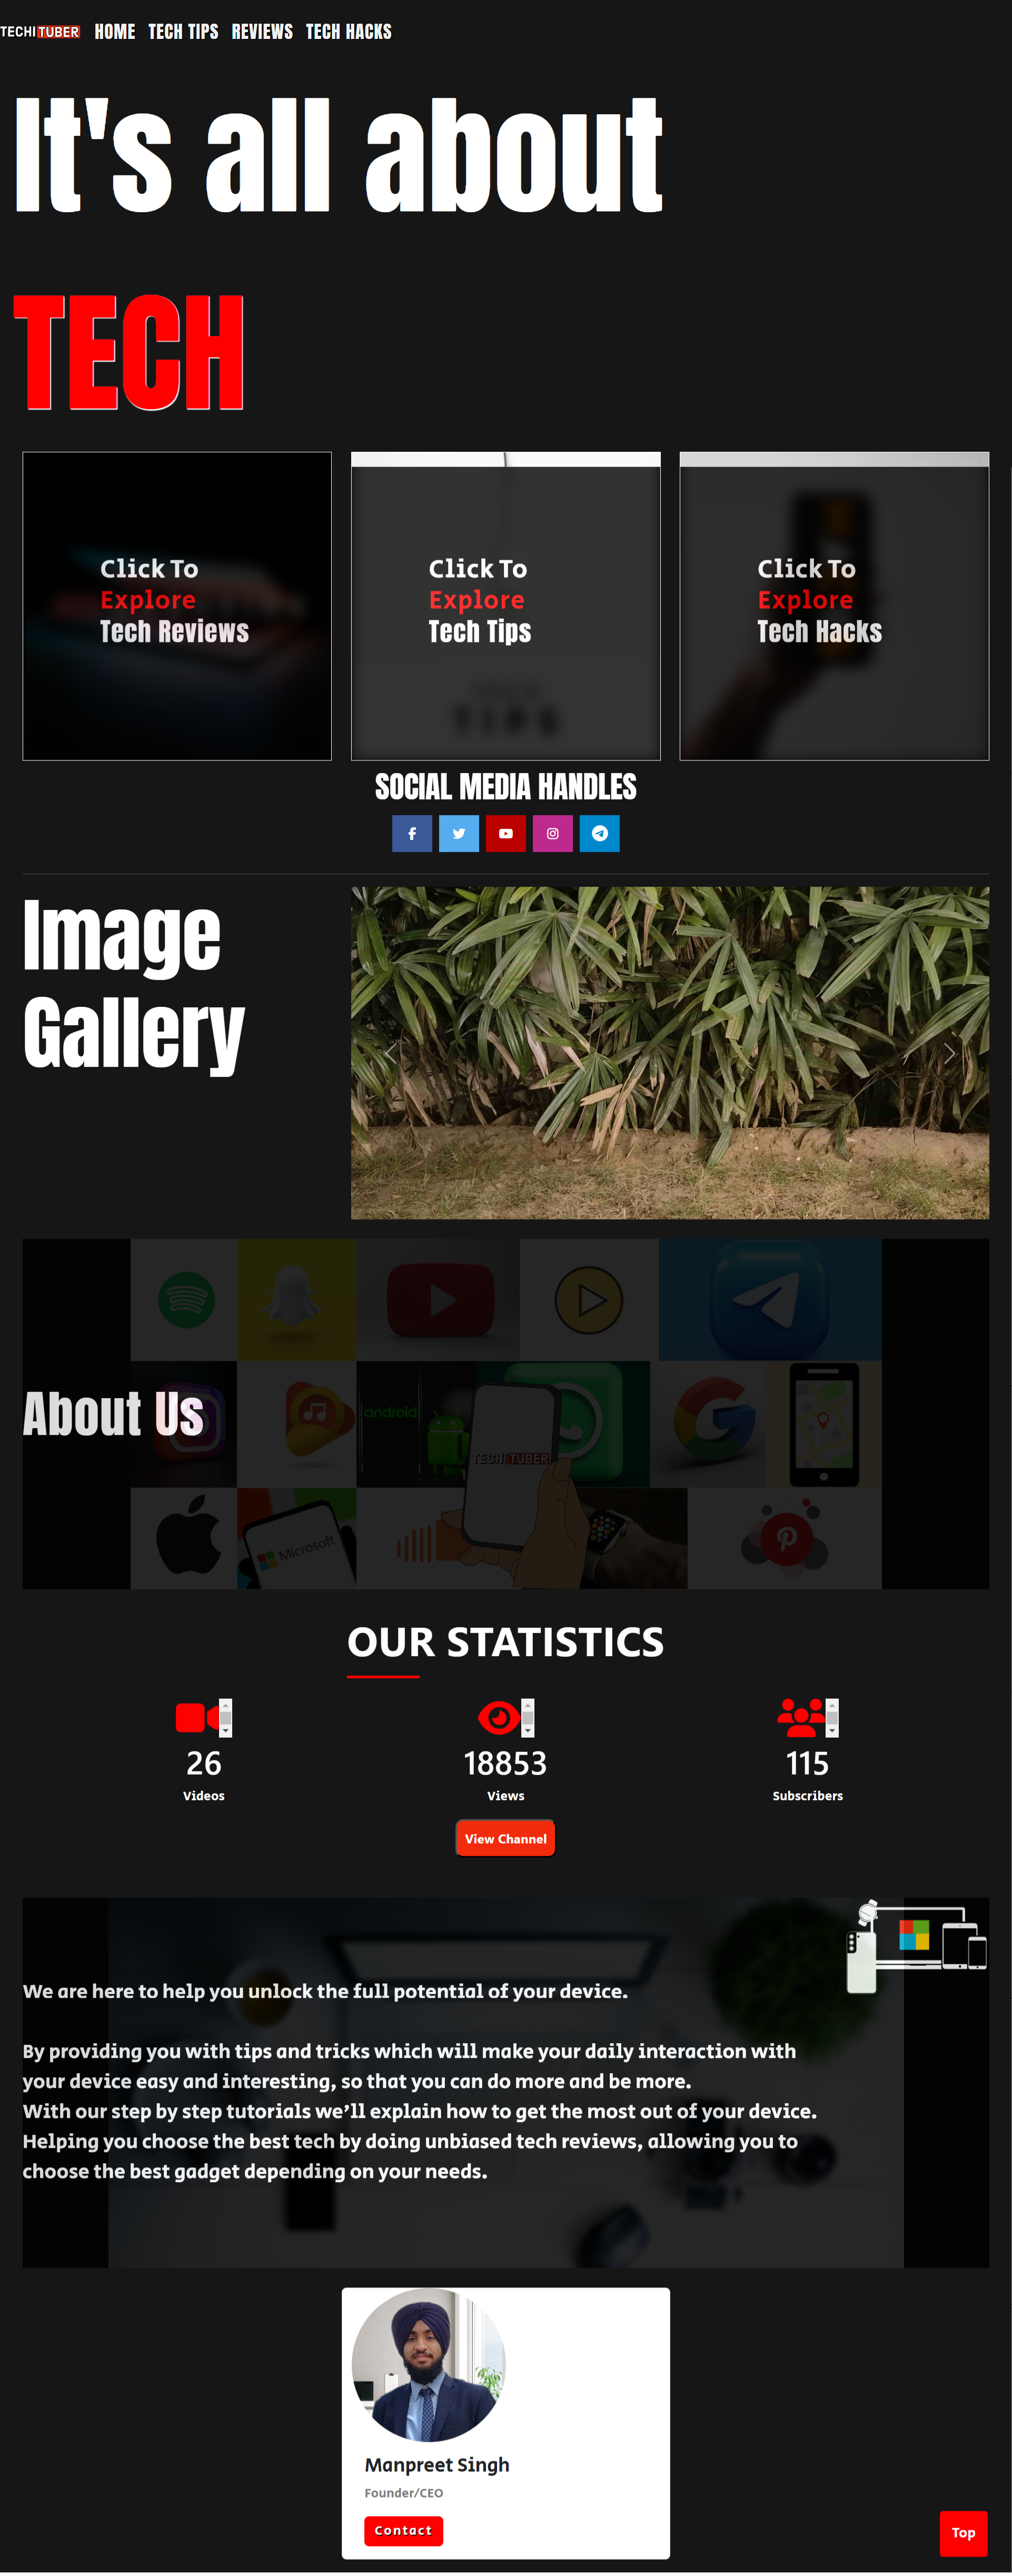 TECHITUBER
HOME
TECH TIPS
REVIEWS
TECH HACKS
It's all about
TECH
Click To
Explore
Tech Reviews
Click To
Explore
Tech Tips
TIPS
Click To
Explore
Tech Hacks
SOCIAL MEDIA HANDLES
Image
Gallery
android
About Us
TECHITUBER
Microsoft
OUR STATISTICS
26
Videos
18853
Views
115
Subscribers
View Channel
We are here to help you unlock the full potential of your device.
By providing you with tips and tricks which will make your daily interaction with
your device easy and interesting, so that you can do more and be more.
With our step by step tutorials we’ll explain how to get the most out of your device.
Helping you choose the best tech by doing unbiased tech reviews, allowing you to
choose the best gadget depending on your needs.
Manpreet Singh
Founder/CEO
Contact
Top